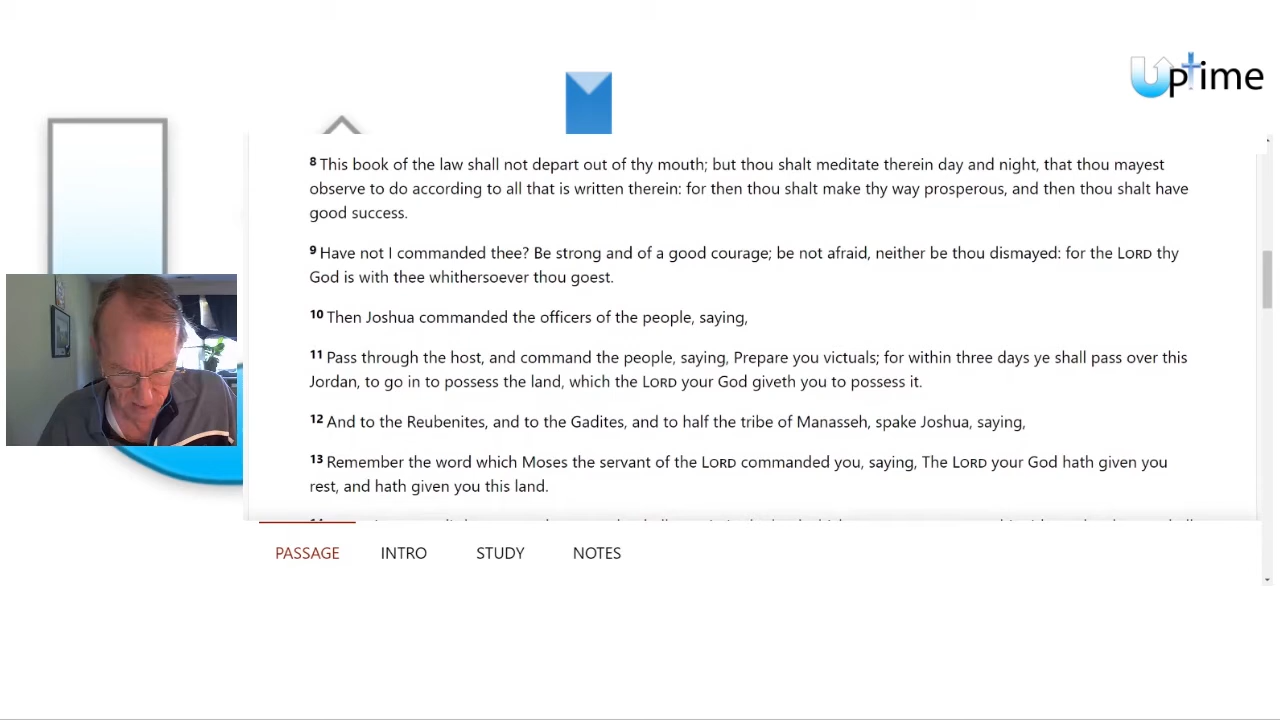 Uptime
8 This book of the law shall not depart out of thy mouth; but thou shalt meditate therein day and night, that thou mayest
observe to do according to all that is written therein: for then thou shalt make thy way prosperous, and then thou shalt have
good success.
9 Have not I commanded thee? Be strong and of a good courage; be not afraid, neither be thou dismayed: for the LORD thy
God is with thee whithersoever thou goest.
10 Then Joshua commanded the officers of the people, saying,
11 Pass through the host, and command the people, saying, Prepare you victuals; for within three days ye shall pass over this
Jordan, to go in to possess the land, which the LORD your God giveth you to possess it.
12 And to the Reubenites, and to the Gadites, and to half the tribe of Manasseh, spake Joshua, saying,
13 Remember the word which Moses the servant of the LORD commanded you, saying, The LORD your God hath given you
rest, and hath given you this land.
PASSAGE INTRO STUDY NOTES